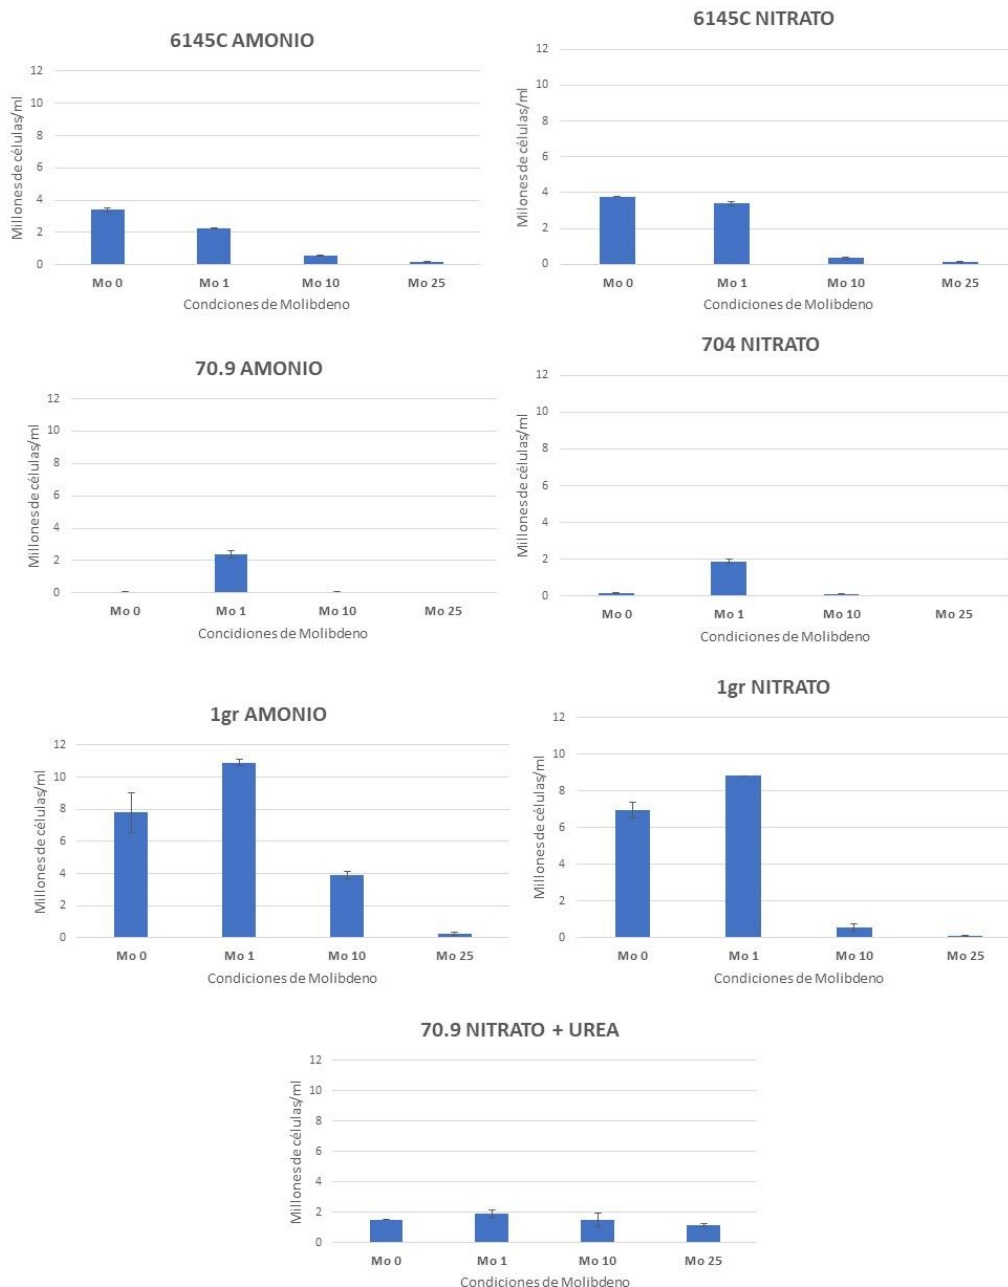 6145C AMONIO
Millones de células/ml
12
10
8
6
4
2
0
Mo 0 Mo 1 Mo 10 Mo 25
Condciones de Molibdeno
6145C NITRATO
Milonesde células/ml
12
10
8
6
4
2
0
Mo 0 Mo 1 Mo 10 Mo 25
Condiciones de Molibdeno
70.9 AMONIO
Millones de células/ml
12
10
8
6
4
2
0
Mo 0 Mo 1 Mo 10 Mo 25
Concidiones de Molibdeno
704 NITRATO
Millones de células/ml
12
10
8
6
4
2
0
Mo 0 Mo 1 Mo 10 Mo 25
Condiciones de Molibdeno
1gr AMONIO
Millones de células/ml
12
10
8
6
4
2
0
Mo 0 Mo 1 Mo 10 Mo 25
Condiciones de Molibdeno
1gr NITRATO
Millones de células/ml
12
10
8
6
4
2
0
Mo 0 Mo 1 Mo 10 Mo 25
Condiciones de Molibdeno
70.9 NITRATO + UREA
Millones de células/ml
12
10
8
6
4
2
0
Mo 0 Mo 1 Mo 10 Mo 25
Condiciones de Molibdeno